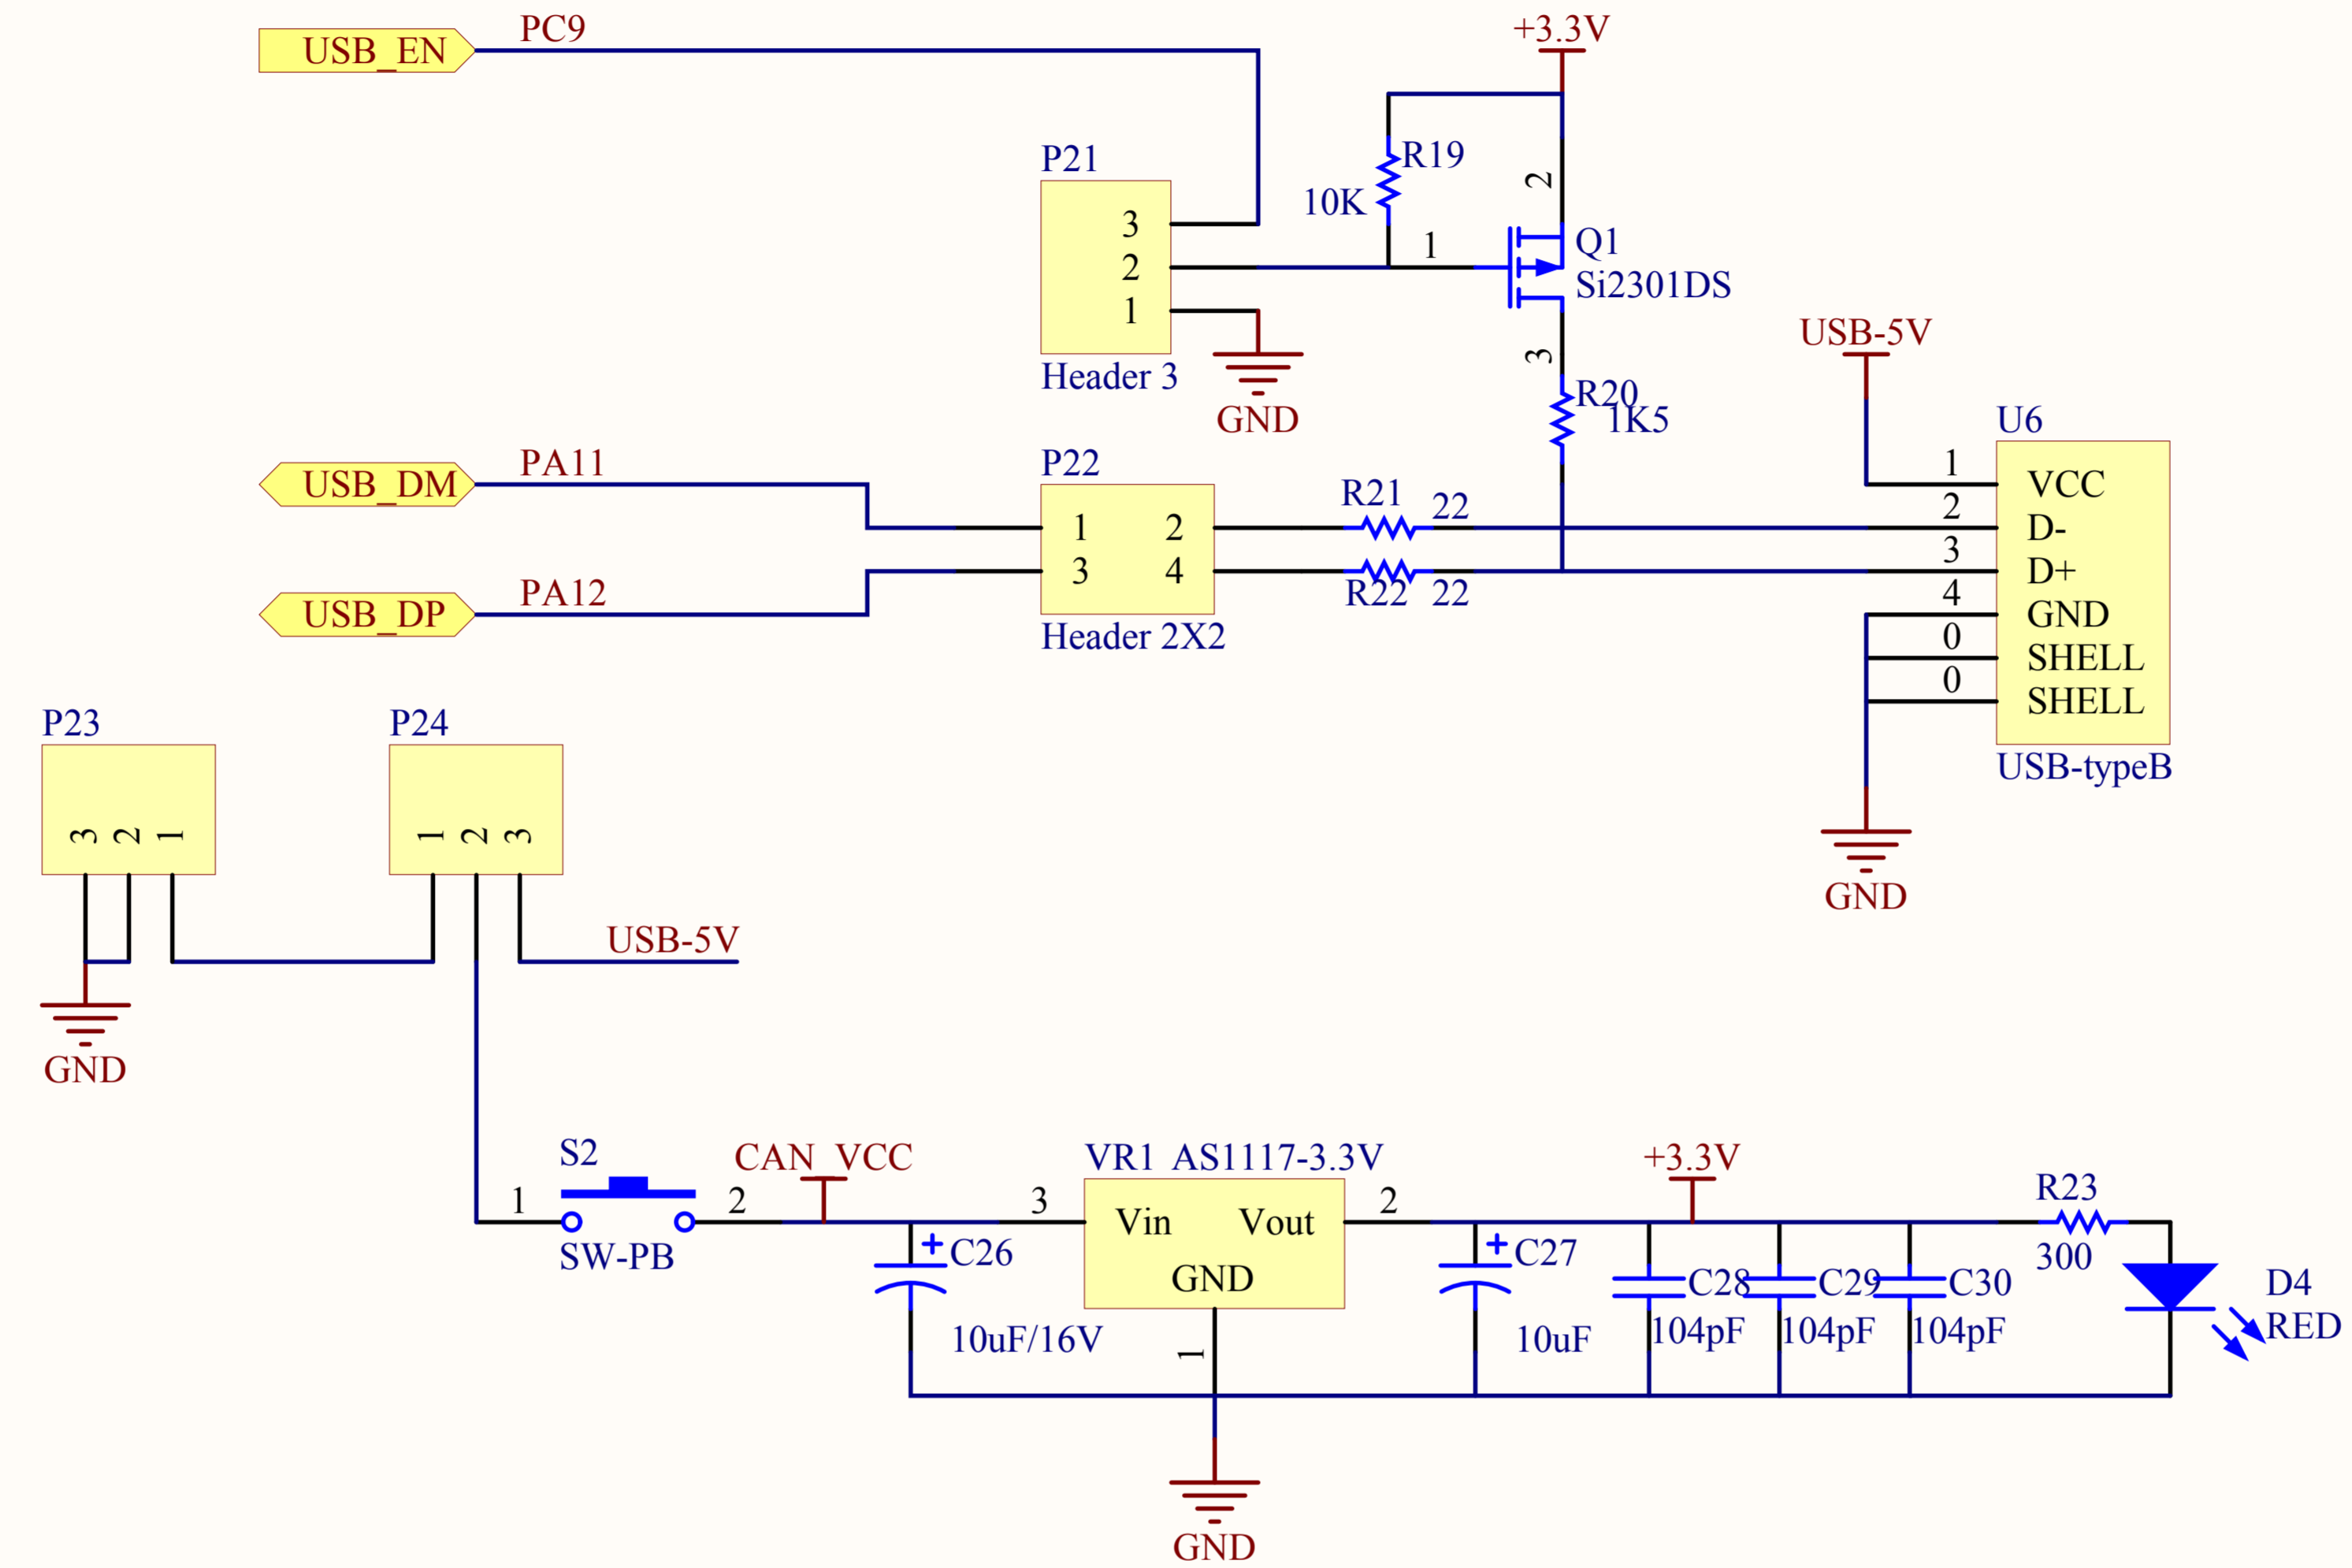 USB_EN
PC9
+3.3V
P21
3
2
1
Header 3
GND
R19
10K
1
2
3
Q1
Si2301DS
R20
1K5
USB-5V
USB_DM
PA11
USB_DP
PA12
P22
1 2
3 4
Header 2X2
R21 22
R22 22
U6
1 VCC
2 D-
3 D+
4 GND
0 SHELL
0 SHELL
USB-typeB
GND
P23
3 2 1
GND
P24
1 2 3
USB-5V
S2
1 2
SW-PB
CAN_VCC
C26
10uF/16V
VR1 AS1117-3.3V
3 Vin Vout 2
GND
1
GND
C27
10uF
+3.3V
C28
104pF
C29
104pF
C30
104pF
R23
300
D4
RED